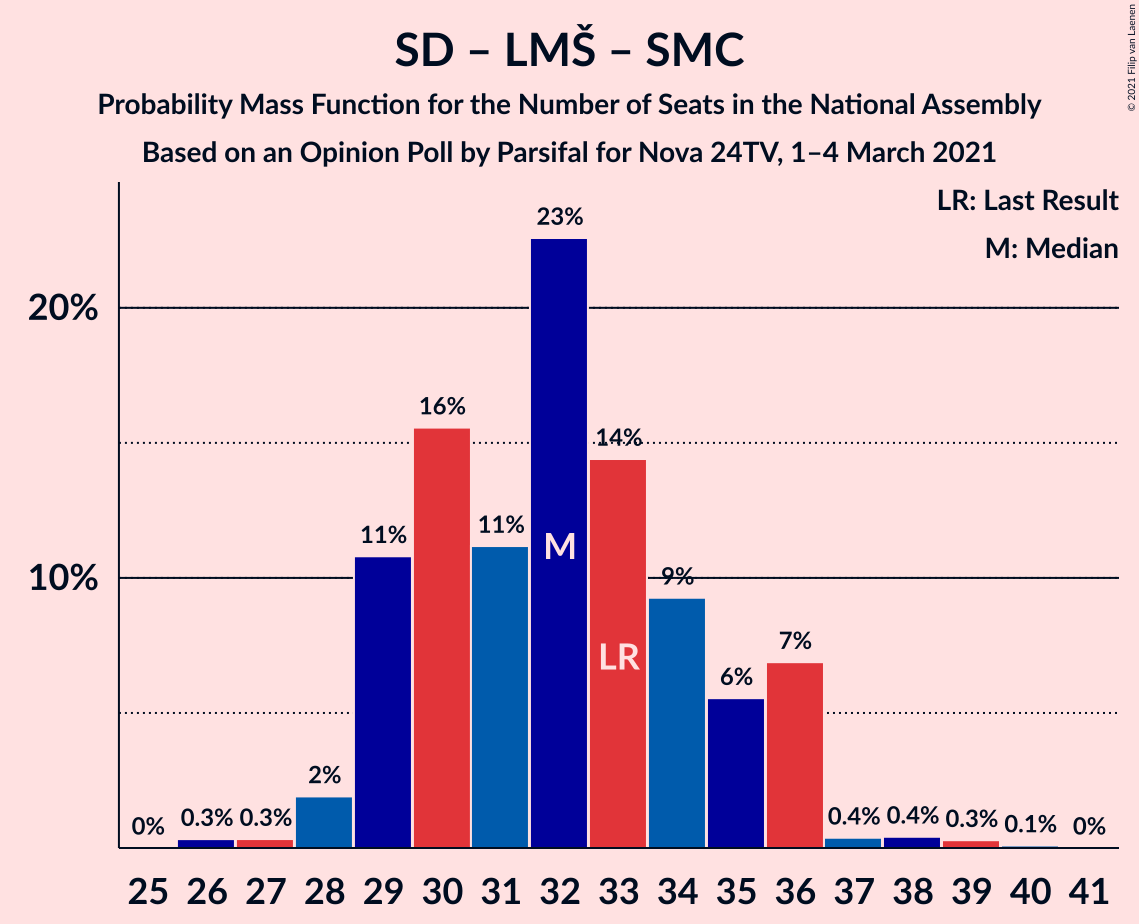 SD – LMŠ – SMC
Probability Mass Function for the Number of Seats in the National Assembly
Based on an Opinion Poll by Parsifal for Nova 24TV, 1–4 March 2021
© 2021 Filip van Laenen
LR: Last Result
M: Median
20%
10%
0%
0.3%
0.3%
2%
11%
16%
11%
23%
14%
9%
6%
7%
0.4%
0.4%
0.3%
0.1%
0%
M
LR
25 26 27 28 29 30 31 32 33 34 35 36 37 38 39 40 41